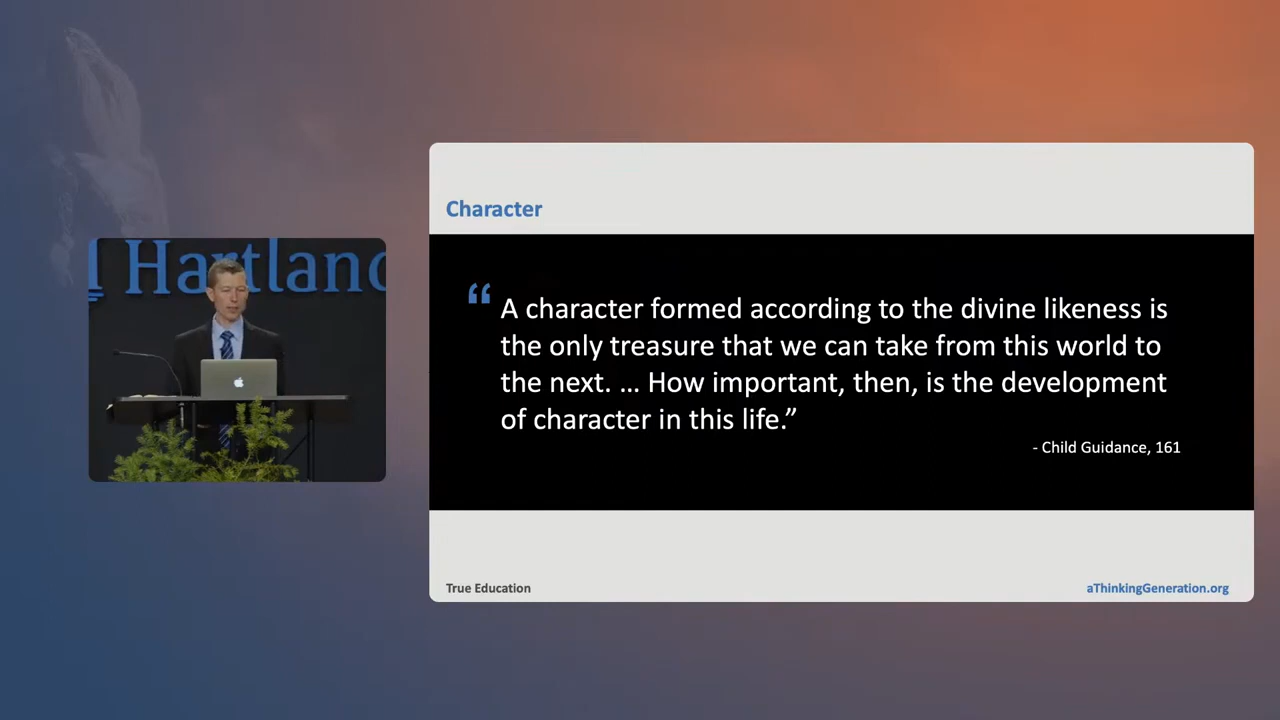 Hartland
Character
“ A character formed according to the divine likeness is
the only treasure that we can take from this world to
the next. … How important, then, is the development
of character in this life.”
- Child Guidance, 161
True Education
aThinkingGeneration.org